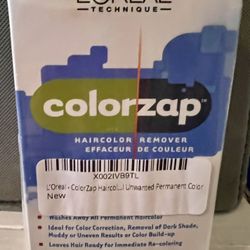 L'ORÉAL
TECHNIQUE
colorzap™
HAIRCOLOR REMOVER
EFFACEUR DE COULEUR
X002IVB9TL
L'Oreal - ColorZap Haircol...l Unwanted Permanent Color
New
Washes Away All Permanent Haircolor
• Ideal for Color Correction, Removal of Dark Shade,
Muddy or Uneven Results or Color Build-up
• Leaves Hair Ready for Immediate Re-coloring